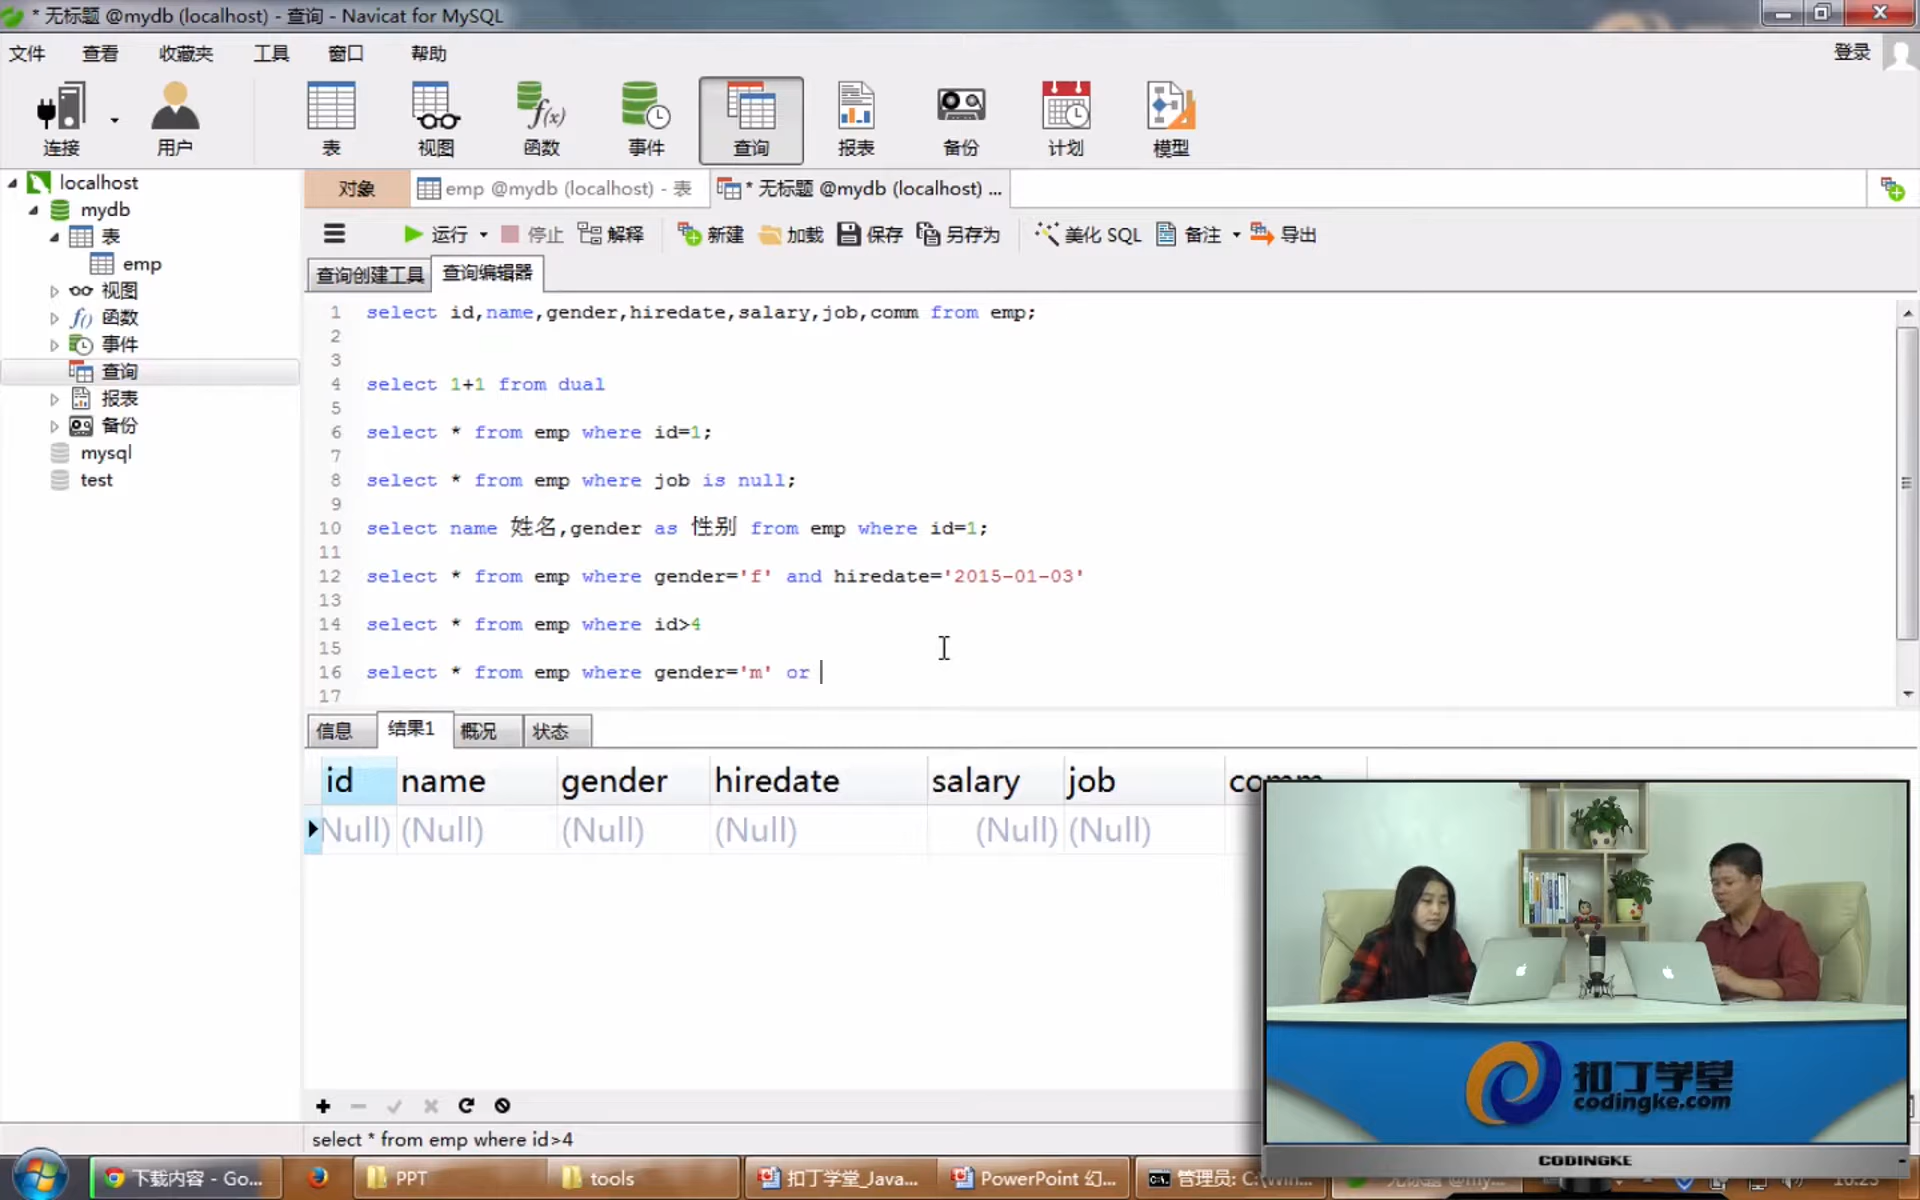 * 无标题 @mydb (localhost) - 查询 - Navicat for MySQL
文件 查看 收藏夹 工具 窗口 帮助 登录
连接 用户 表 视图 函数 事件 查询 报表 备份 计划 模型
localhost
mydb
表
emp
视图
函数
事件
查询
报表
备份
mysql
test
对象 emp @mydb (localhost) - 表 * 无标题 @mydb (localhost) ...
运行 停止 解释 新建 加载 保存 另存为 美化 SQL 备注 导出
查询创建工具 查询编辑器
1 select id,name,gender,hiredate,salary,job,comm from emp;
2
3
4 select 1+1 from dual
5
6 select * from emp where id=1;
7
8 select * from emp where job is null;
9
10 select name 姓名,gender as 性别 from emp where id=1;
11
12 select * from emp where gender='f' and hiredate='2015-01-03'
13
14 select * from emp where id>4
15
16 select * from emp where gender='m' or
17
信息 结果1 概况 状态
id name gender hiredate salary job comm
(Null) (Null) (Null) (Null) (Null) (Null)
select * from emp where id>4
扣丁学堂
codingke.com
CODINGKE
下载内容 - Go... PPT tools 扣丁学堂_Java... PowerPoint 幻... 管理员: C:\Win...